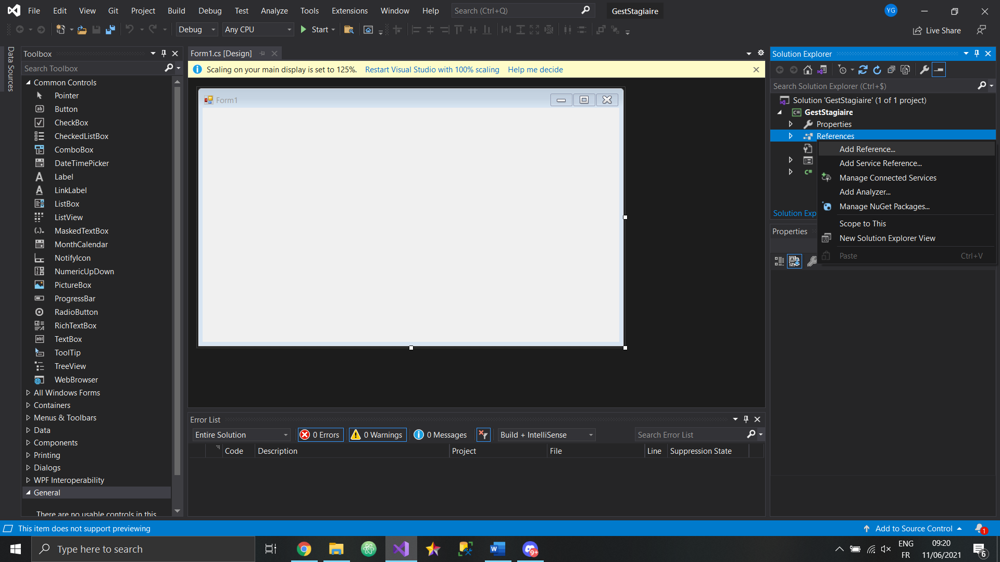 File Edit View Git Project Build Debug Test Analyze Tools Extensions Window Help Search (Ctrl+Q) GestStagiaire YG
Debug Any CPU Start Live Share
Data Sources
Toolbox
Search Toolbox
Common Controls
Pointer
Button
CheckBox
CheckedListBox
ComboBox
DateTimePicker
Label
LinkLabel
ListBox
ListView
MaskedTextBox
MonthCalendar
NotifyIcon
NumericUpDown
PictureBox
ProgressBar
RadioButton
RichTextBox
TextBox
ToolTip
TreeView
WebBrowser
All Windows Forms
Containers
Menus & Toolbars
Data
Components
Printing
Dialogs
WPF Interoperability
General
There are no usable controls in this
Form1.cs [Design]
Scaling on your main display is set to 125%. Restart Visual Studio with 100% scaling Help me decide
Form1
Error List
Entire Solution 0 Errors 0 Warnings 0 Messages Build + IntelliSense Search Error List
Code Description Project File Line Suppression State
Solution Explorer
Search Solution Explorer (Ctrl+$)
Solution 'GestStagiaire' (1 of 1 project)
C# GestStagiaire
Properties
References
C#
Add Reference...
Add Service Reference...
Manage Connected Services
Add Analyzer...
Manage NuGet Packages...
Scope to This
New Solution Explorer View
Paste Ctrl+V
Solution Exp
Properties
This item does not support previewing Add to Source Control 1
Type here to search 9+ ENG 09:20
FR 11/06/2021 6